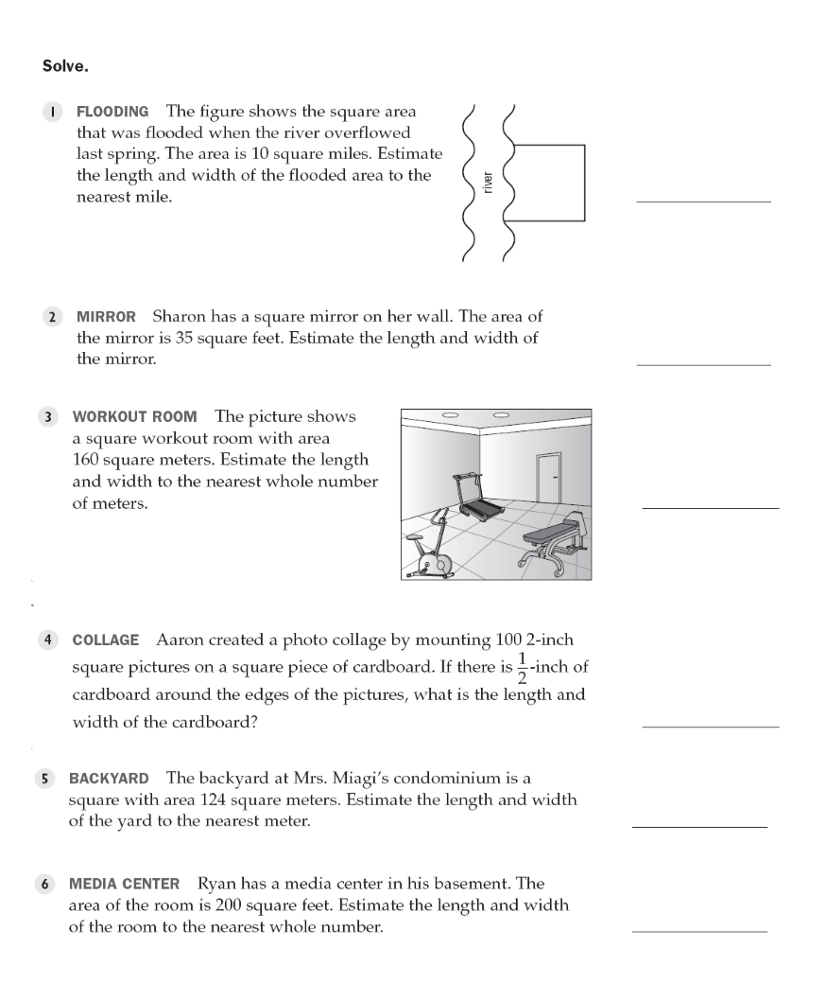 Solve.
1 FLOODING The figure shows the square area
that was flooded when the river overflowed
last spring. The area is 10 square miles. Estimate
the length and width of the flooded area to the
nearest mile.
river
2 MIRROR Sharon has a square mirror on her wall. The area of
the mirror is 35 square feet. Estimate the length and width of
the mirror.
3 WORKOUT ROOM The picture shows
a square workout room with area
160 square meters. Estimate the length
and width to the nearest whole number
of meters.
4 COLLAGE Aaron created a photo collage by mounting 100 2-inch
square pictures on a square piece of cardboard. If there is 1/2-inch of
cardboard around the edges of the pictures, what is the length and
width of the cardboard?
5 BACKYARD The backyard at Mrs. Miagi's condominium is a
square with area 124 square meters. Estimate the length and width
of the yard to the nearest meter.
6 MEDIA CENTER Ryan has a media center in his basement. The
area of the room is 200 square feet. Estimate the length and width
of the room to the nearest whole number.